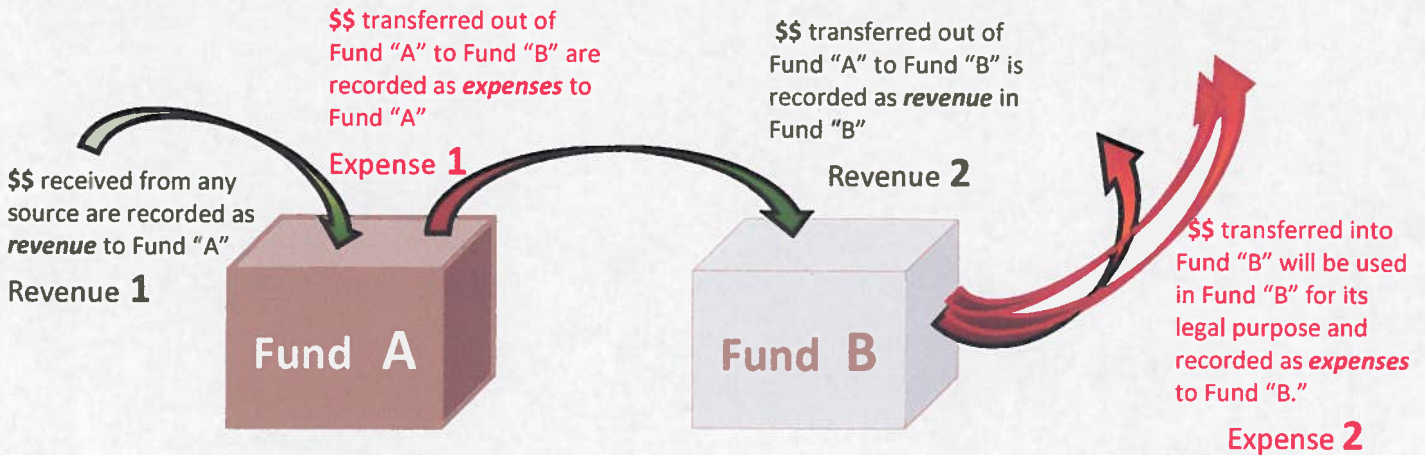 $$ received from any
source are recorded as
revenue to Fund “A”
Revenue 1
$$ transferred out of
Fund “A” to Fund “B” are
recorded as expenses to
Fund “A”
Expense 1
$$ transferred out of
Fund “A” to Fund “B” is
recorded as revenue in
Fund “B”
Revenue 2
$$ transferred into
Fund “B” will be used
in Fund “B” for its
legal purpose and
recorded as expenses
to Fund “B.”
Expense 2
Fund A
Fund B